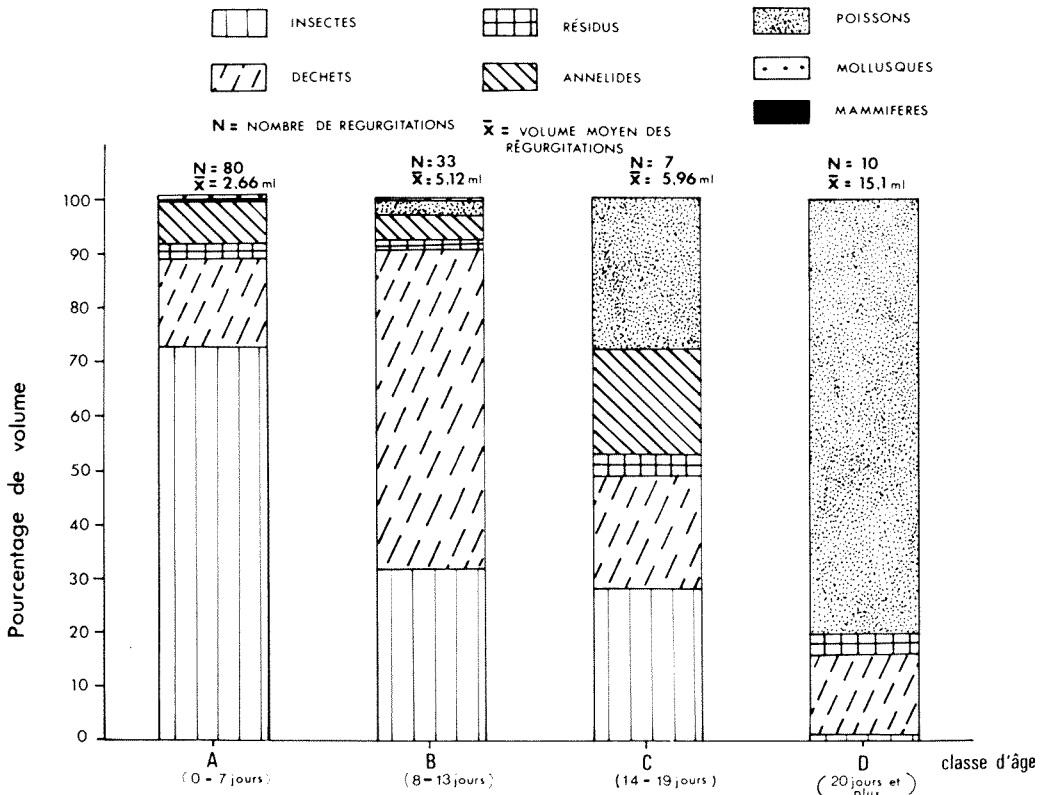 INSECTES RÉSIDUS POISSONS
DECHETS ANNELIDES MOLLUSQUES
MAMMIFERES
N = NOMBRE DE REGURGITATIONS X̄ = VOLUME MOYEN DES RÉGURGITATIONS
N= 80 N: 33 N= 7 N= 10
X̄ = 2,66 ml X̄ = 5,12 ml X̄ = 5,96 ml X̄ = 15,1 ml
Pourcentage de volume
100
90
80
70
60
50
40
30
20
10
0
A B C D classe d'âge
(0 - 7 jours) (8-13 jours) (14 - 19 jours) (20 jours et plus